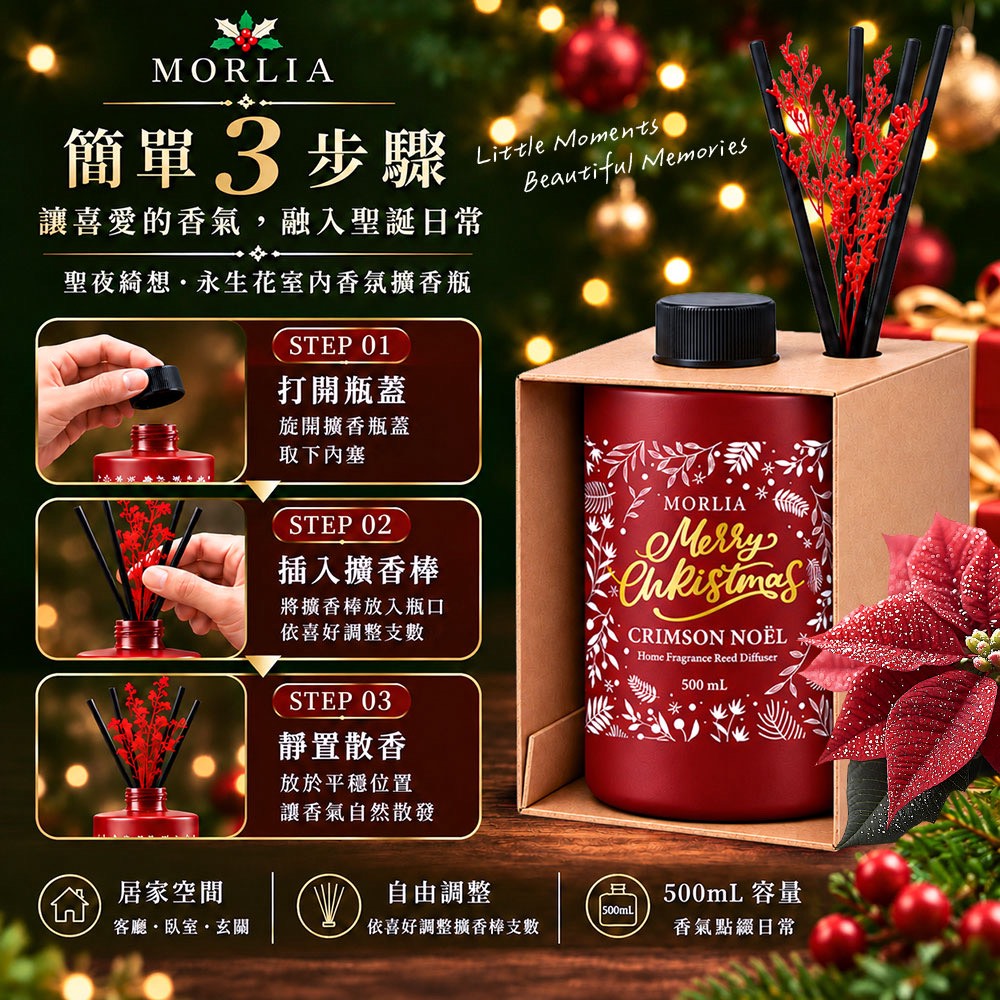 MORLIA
簡單3步驟
讓喜愛的香氣，融入聖誕日常
聖夜綺想·永生花室內香氛擴香瓶
Little Moments
Beautiful Memories
STEP 01
打開瓶蓋
旋開擴香瓶蓋
取下內塞
STEP 02
插入擴香棒
將擴香棒放入瓶口
依喜好調整支數
STEP 03
靜置散香
放於平穩位置
讓香氣自然散發
MORLIA
Merry
Christmas
CRIMSON NOËL
Home Fragrance Reed Diffuser
500 mL
居家空間
客廳·臥室·玄關
自由調整
依喜好調整擴香棒支數
500mL
500mL 容量
香氣點綴日常